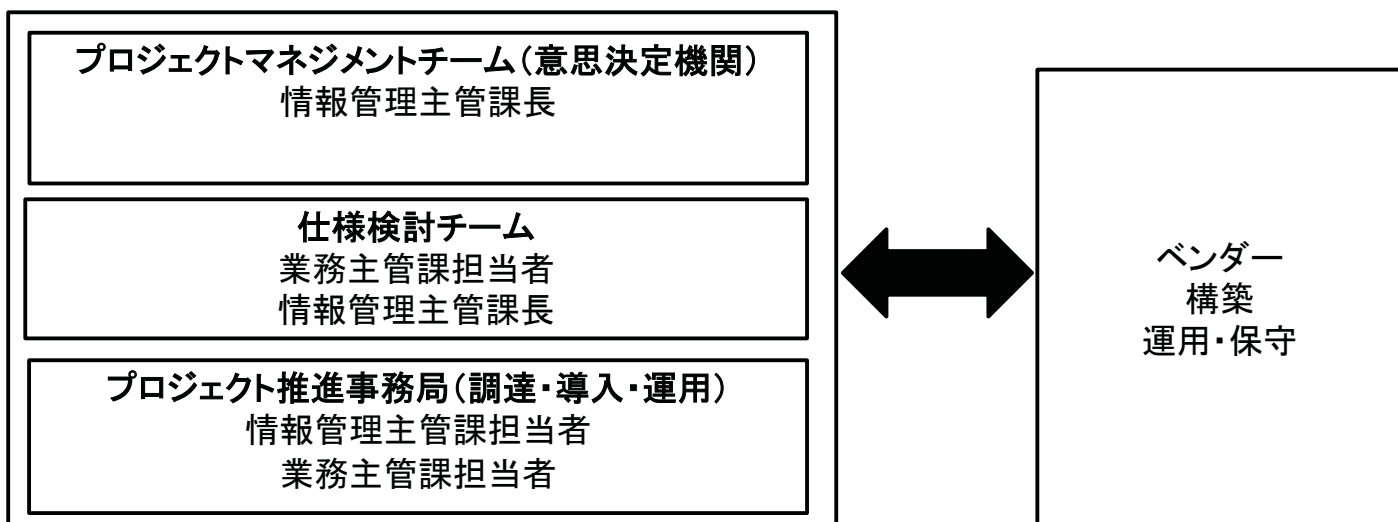 プロジェクトマネジメントチーム（意思決定機関）
情報管理主管課長
仕様検討チーム
業務主管課担当者
情報管理主管課長
プロジェクト推進事務局（調達・導入・運用）
情報管理主管課担当者
業務主管課担当者
ベンダー
構築
運用・保守